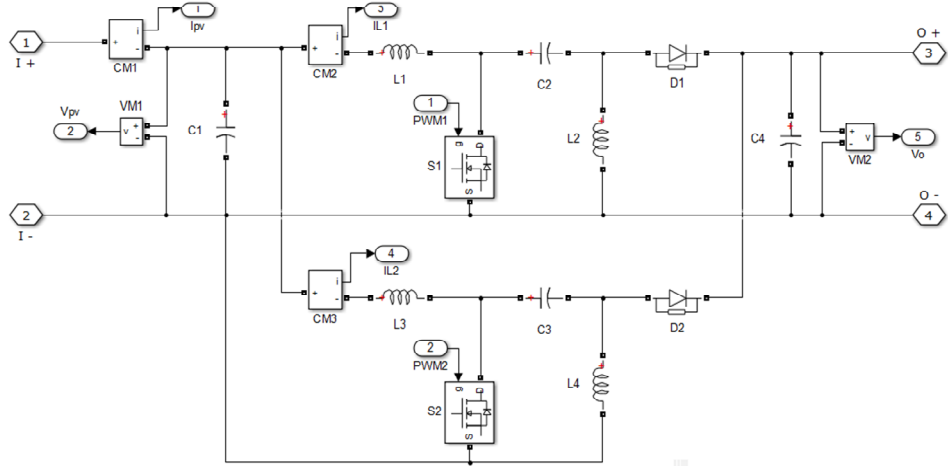 1
I +
i
+
-
CM1
Ipv
CM2
3
IL1
L1
C2
D1
O +
3
Vpv
2
VM1
v
C1
1
PWM1
S1
g
D
S
L2
C4
VM2
v
5
Vo
2
I -
O -
4
4
IL2
CM3
L3
C3
D2
2
PWM2
S2
g
D
S
L4